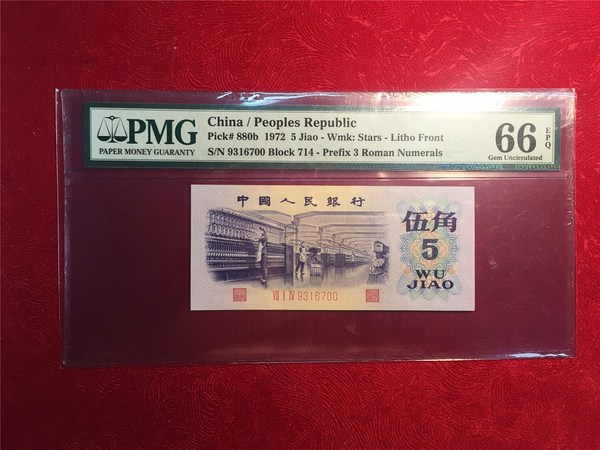 PMG
PAPER MONEY GUARANTY
China / Peoples Republic
Pick# 880b 1972 5 Jiao - Wmk: Stars - Litho Front
S/N 9316700 Block 714 - Prefix 3 Roman Numerals
66 EPQ
Gem Uncirculated
中國人民銀行
伍角
5
WU
JIAO
VII I IV 9316700